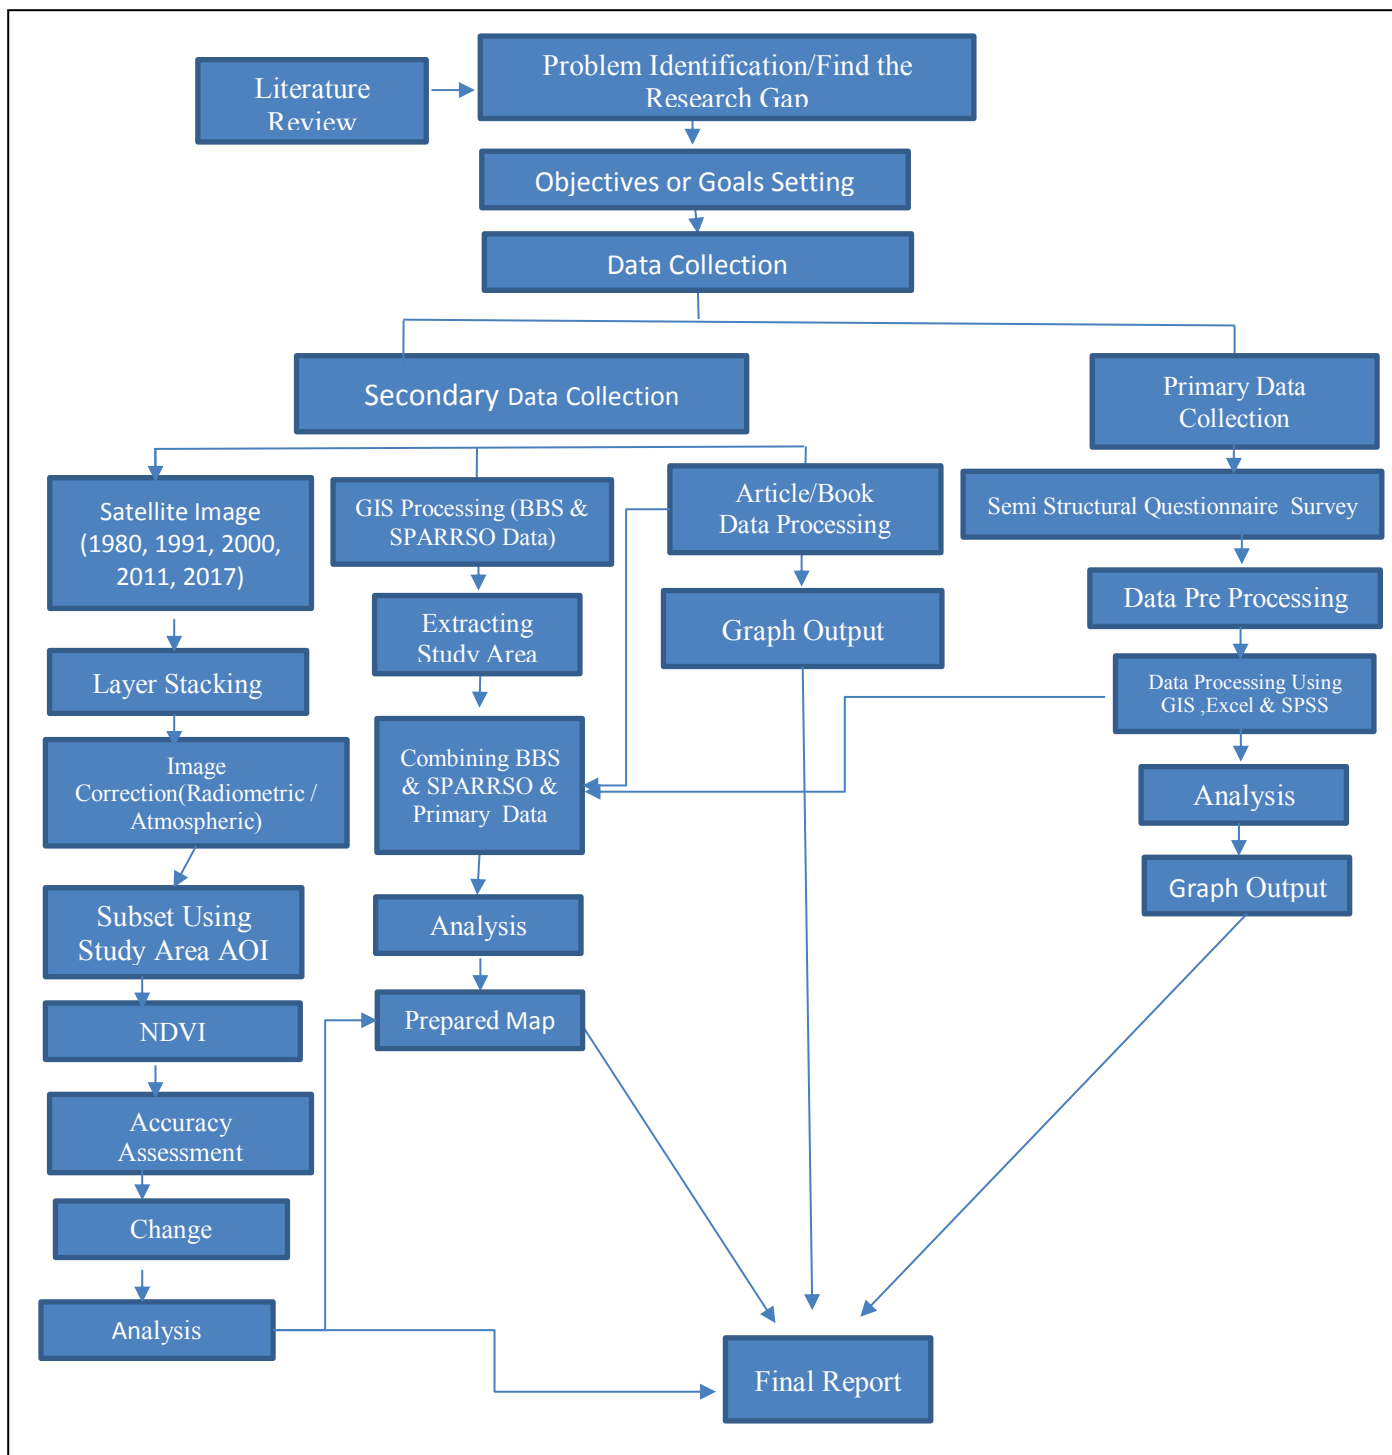 Literature
Review
Problem Identification/Find the
Research Gap
Objectives or Goals Setting
Data Collection
Secondary Data Collection
Primary Data
Collection
Satellite Image
(1980, 1991, 2000,
2011, 2017)
GIS Processing (BBS &
SPARRSO Data)
Article/Book
Data Processing
Semi Structural Questionnaire Survey
Extracting
Study Area
Graph Output
Data Pre Processing
Layer Stacking
Data Processing Using
GIS ,Excel & SPSS
Image
Correction(Radiometric /
Atmospheric)
Combining BBS
& SPARRSO &
Primary Data
Analysis
Graph Output
Subset Using
Study Area AOI
Analysis
NDVI
Prepared Map
Accuracy
Assessment
Change
Analysis
Final Report